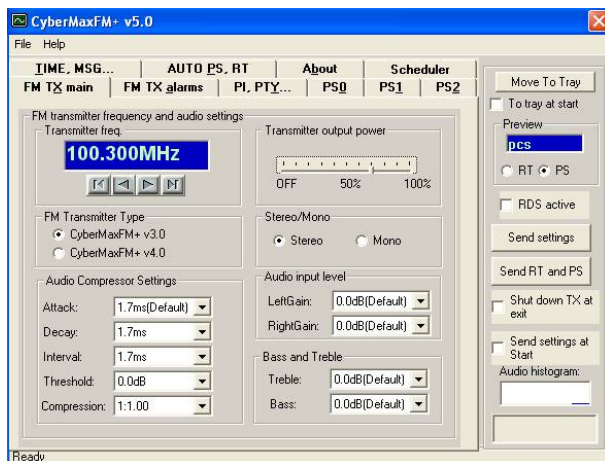 CyberMaxFM+ v5.0
File Help
TIME, MSG... AUTO PS, RT About Scheduler
FM TX main FM TX alarms PI, PTY... PS0 PS1 PS2
FM transmitter frequency and audio settings
Transmitter freq.
100.300MHz
Transmitter output power
OFF 50% 100%
FM Transmitter Type
CyberMaxFM+ v3.0
CyberMaxFM+ v4.0
Stereo/Mono
Stereo Mono
Audio Compressor Settings
Attack: 1.7ms(Default)
Decay: 1.7ms
Interval: 1.7ms
Threshold: 0.0dB
Compression: 1:1.00
Audio input level
LeftGain: 0.0dB(Default)
RightGain: 0.0dB(Default)
Bass and Treble
Treble: 0.0dB(Default)
Bass: 0.0dB(Default)
Move To Tray
To tray at start
Preview
pcs
RT PS
RDS active
Send settings
Send RT and PS
Shut down TX at
exit
Send settings at
Start
Audio histogram:
Ready